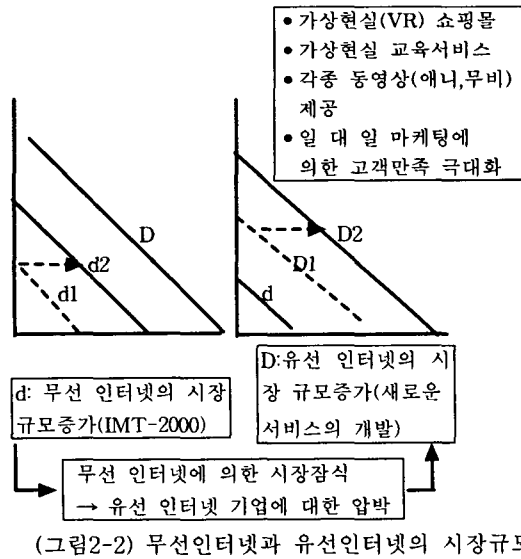 ● 가상현실(VR) 쇼핑몰
● 가상현실 교육서비스
● 각종 동영상(애니,무비)
제공
● 일 대 일 마케팅에
의한 고객만족 극대화
D
d2
d1
D2
D1
d
d: 무선 인터넷의 시장
규모증가(IMT-2000)
D:유선 인터넷의 시
장 규모증가(새로운
서비스의 개발)
무선 인터넷에 의한 시장잠식
→ 유선 인터넷 기업에 대한 압박
(그림2-2) 무선인터넷과 유선인터넷의 시장규모